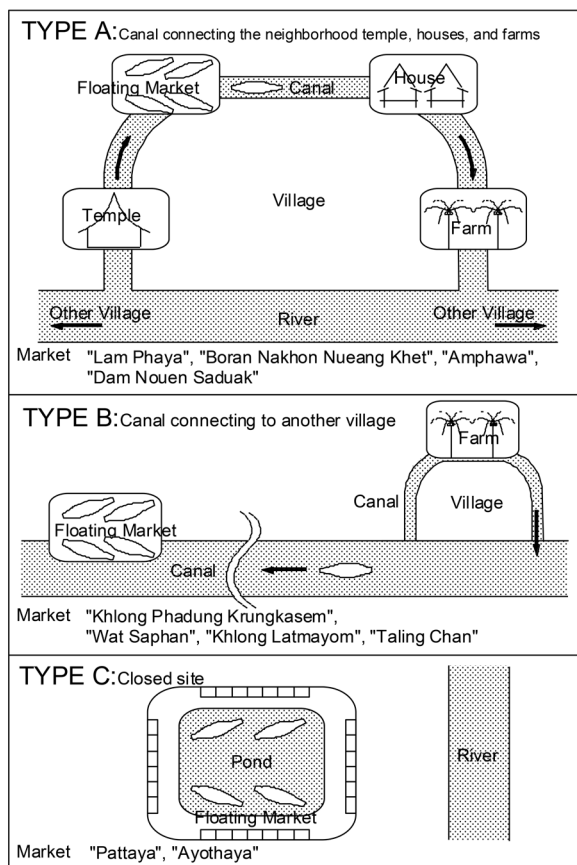 TYPE A:Canal connecting the neighborhood temple, houses, and farms
Floating Market
Canal
House
Temple
Village
Farm
Other Village
River
Other Village
Market "Lam Phaya", "Boran Nakhon Nueang Khet", "Amphawa",
"Dam Nouen Saduak"
TYPE B:Canal connecting to another village
Farm
Canal
Village
Floating Market
Canal
Market "Khlong Phadung Krungkasem",
"Wat Saphan", "Khlong Latmayom", "Taling Chan"
TYPE C:Closed site
Pond
River
Floating Market
Market "Pattaya", "Ayothaya"